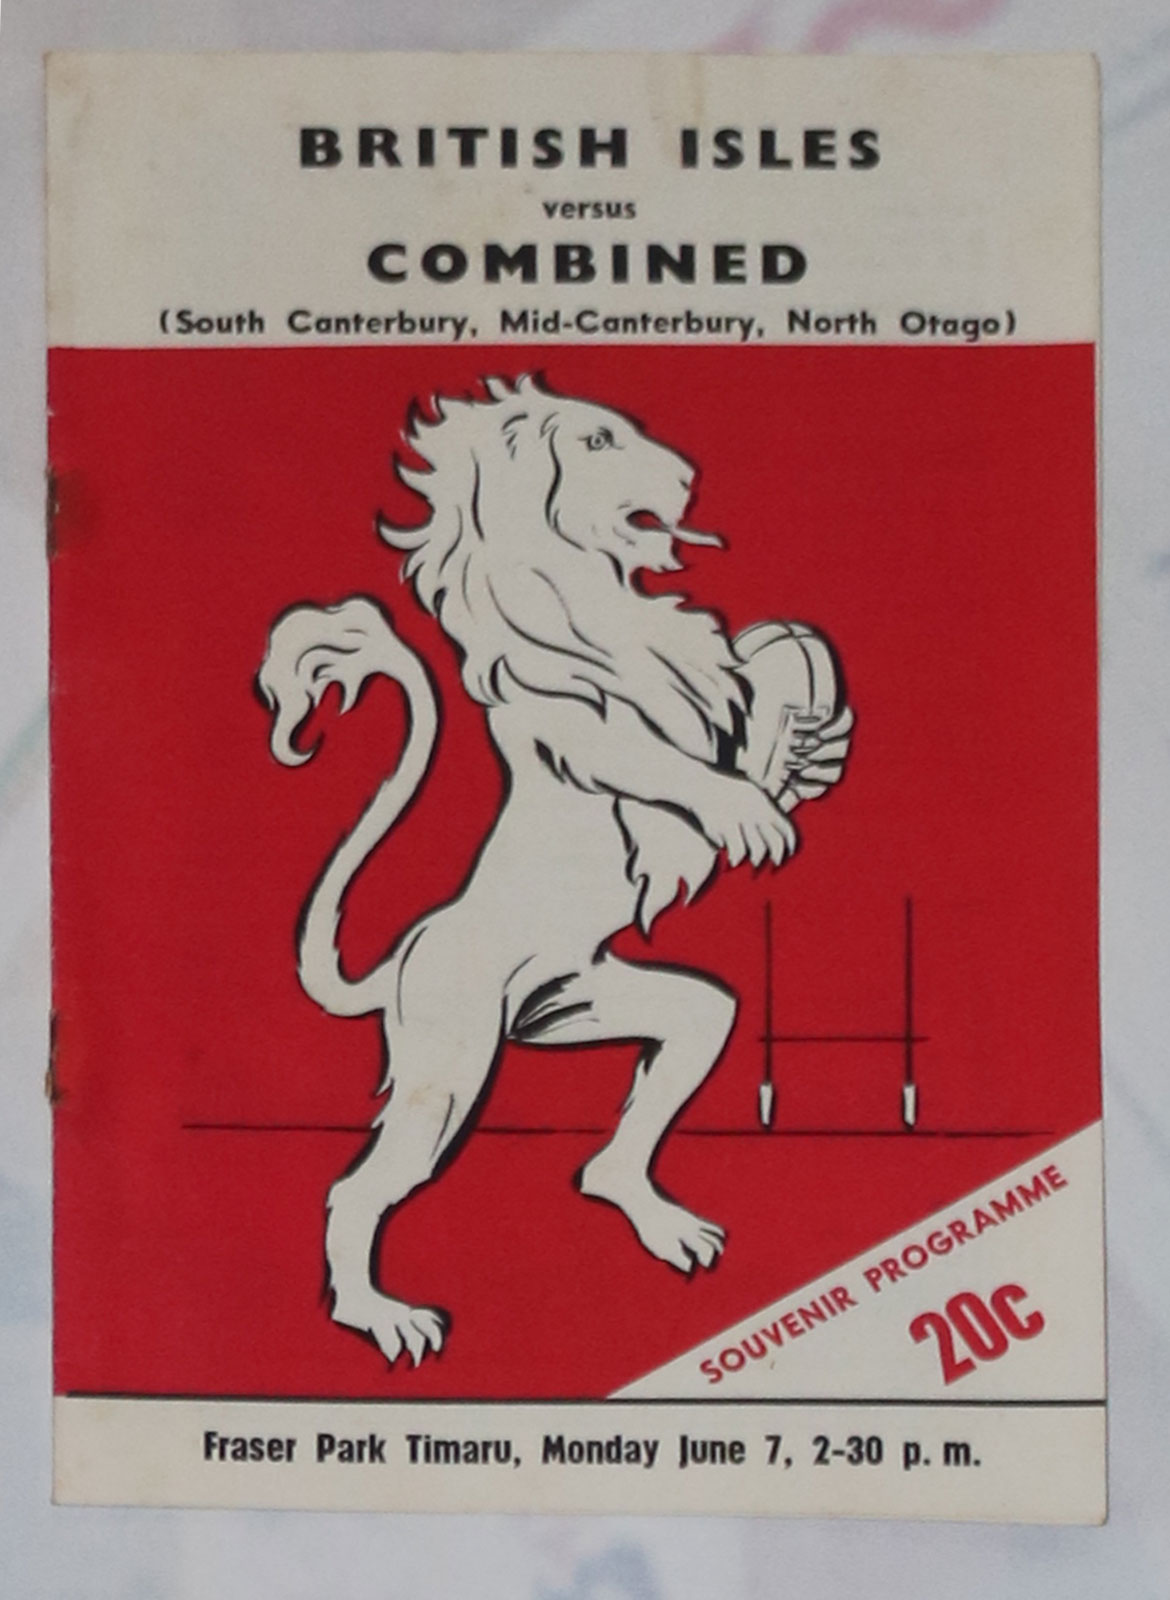 BRITISH ISLES
versus
COMBINED
(South Canterbury, Mid-Canterbury, North Otago)
SOUVENIR PROGRAMME
20c
Fraser Park Timaru, Monday June 7, 2-30 p. m.